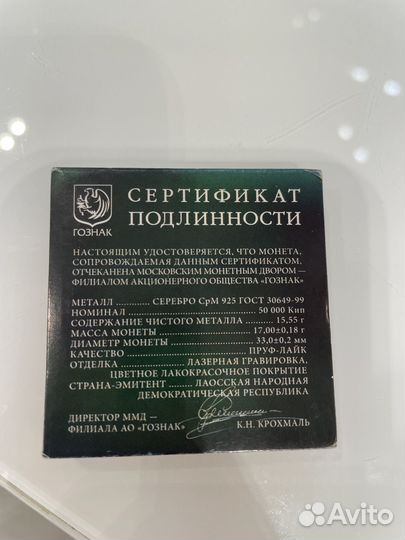 СЕРТИФИКАТ
ПОДЛИННОСТИ
ГОЗНАК
НАСТОЯЩИМ УДОСТОВЕРЯЕТСЯ, ЧТО МОНЕТА,
СОПРОВОЖДАЕМАЯ ДАННЫМ СЕРТИФИКАТОМ,
ОТЧЕКАНЕНА МОСКОВСКИМ МОНЕТНЫМ ДВОРОМ –
ФИЛИАЛОМ АКЦИОНЕРНОГО ОБЩЕСТВА «ГОЗНАК»
МЕТАЛЛ ............ СЕРЕБРО СрМ 925 ГОСТ 30649-99
НОМИНАЛ ............ 50 000 Кип
СОДЕРЖАНИЕ ЧИСТОГО МЕТАЛЛА ............ 15,55 г
МАССА МОНЕТЫ ............ 17,00±0,18 г
ДИАМЕТР МОНЕТЫ ............ 33,0±0,2 мм
КАЧЕСТВО ............ ПРУФ-ЛАЙК
ОТДЕЛКА ............ ЛАЗЕРНАЯ ГРАВИРОВКА,
ЦВЕТНОЕ ЛАКОКРАСОЧНОЕ ПОКРЫТИЕ
СТРАНА-ЭМИТЕНТ ............ ЛАОССКАЯ НАРОДНАЯ
ДЕМОКРАТИЧЕСКАЯ РЕСПУБЛИКА
ДИРЕКТОР ММД –
ФИЛИАЛА АО «ГОЗНАК» К.Н. КРОХМАЛЬ
Avito